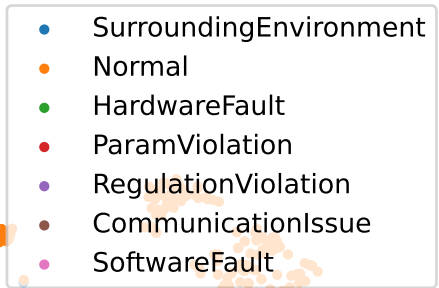 SurroundingEnvironment
Normal
HardwareFault
ParamViolation
RegulationViolation
CommunicationIssue
SoftwareFault